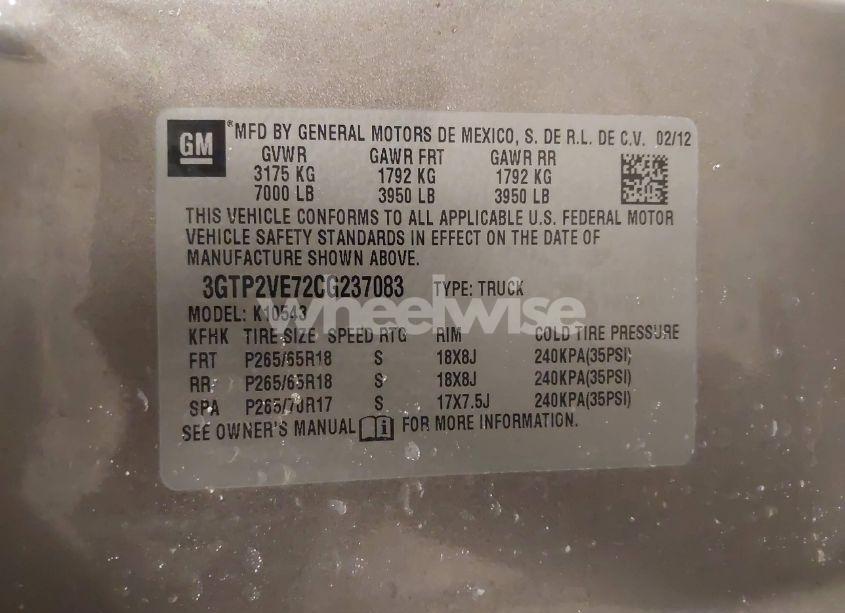 GM ® MFD BY GENERAL MOTORS DE MEXICO, S. DE R.L. DE C.V. 02/12
GVWR GAWR FRT GAWR RR
3175 KG 1792 KG 1792 KG
7000 LB 3950 LB 3950 LB
THIS VEHICLE CONFORMS TO ALL APPLICABLE U.S. FEDERAL MOTOR
VEHICLE SAFETY STANDARDS IN EFFECT ON THE DATE OF
MANUFACTURE SHOWN ABOVE.
3GTP2VE72CG237083 TYPE: TRUCK
wheelwise
MODEL: K10543
KFHK TIRE SIZE SPEED RTG RIM COLD TIRE PRESSURE
FRT P265/65R18 S 18X8J 240KPA(35PSI)
RR P265/65R18 S 18X8J 240KPA(35PSI)
SPA P265/70R17 S 17X7.5J 240KPA(35PSI)
SEE OWNER'S MANUAL FOR MORE INFORMATION.